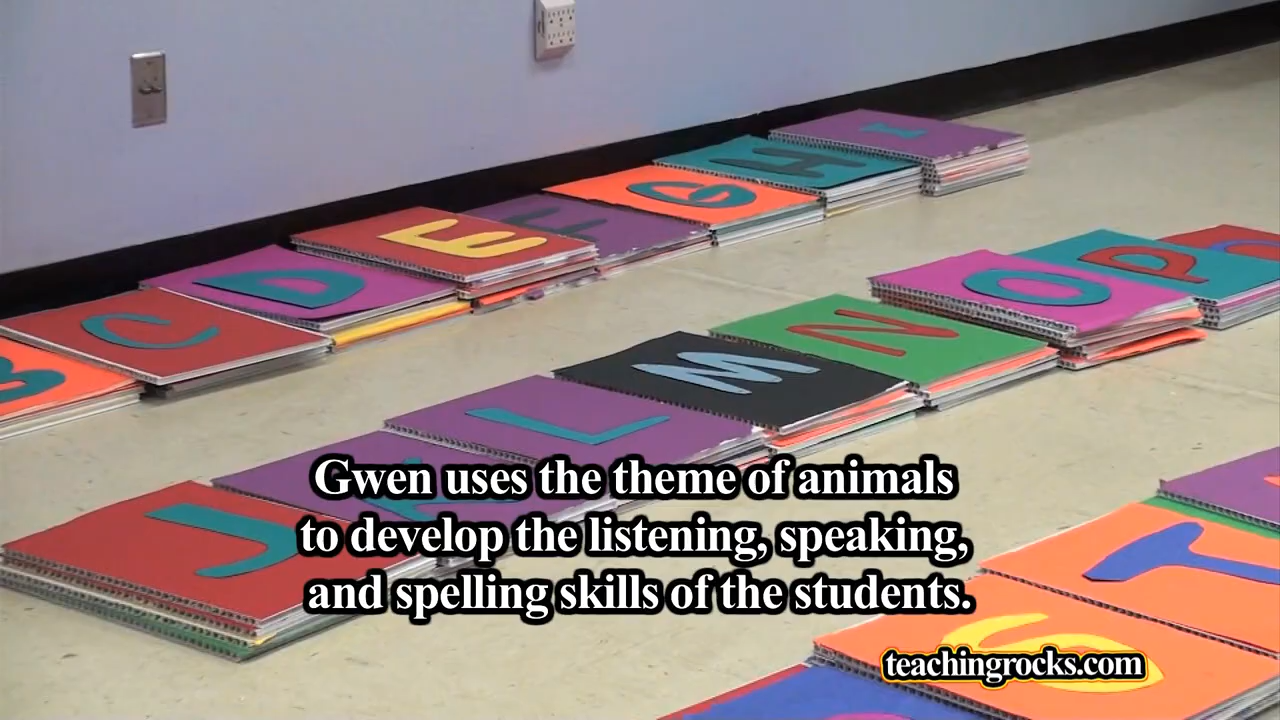 B C D E F G H I
J K L M N O P Q
S T
Gwen uses the theme of animals
to develop the listening, speaking,
and spelling skills of the students.
teachingrocks.com